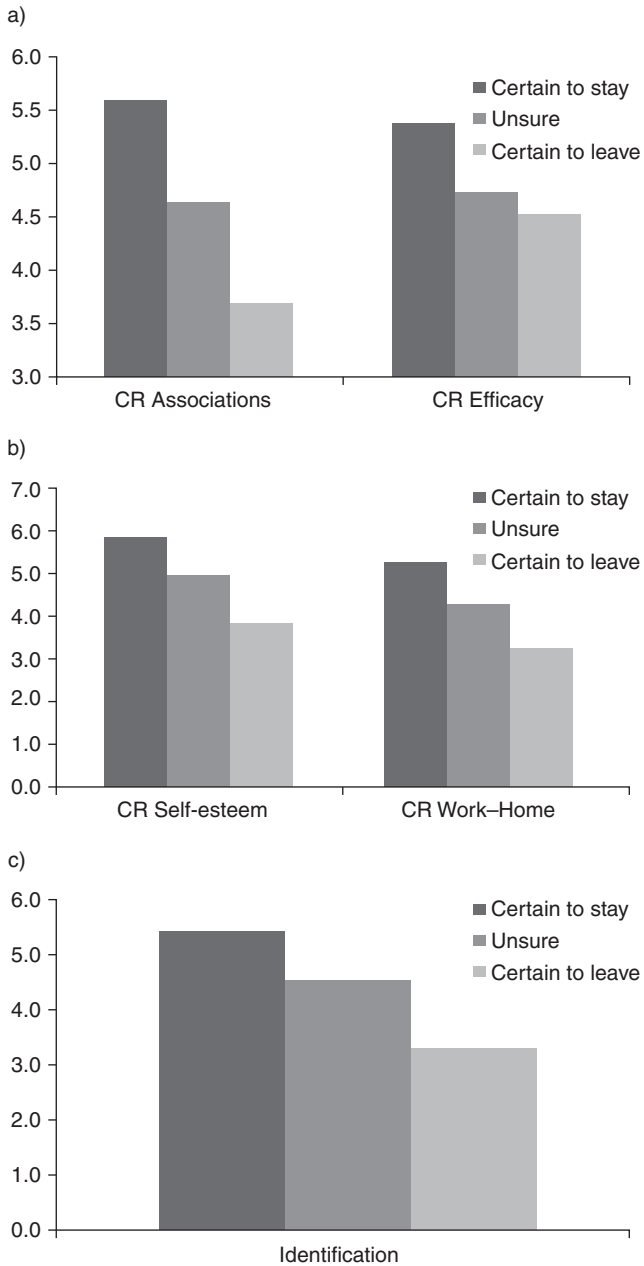 a)
6.0
5.5
5.0
4.5
4.0
3.5
3.0
Certain to stay
Unsure
Certain to leave
CR Associations CR Efficacy
b)
7.0
6.0
5.0
4.0
3.0
2.0
1.0
0.0
Certain to stay
Unsure
Certain to leave
CR Self-esteem CR Work–Home
c)
6.0
5.0
4.0
3.0
2.0
1.0
0.0
Certain to stay
Unsure
Certain to leave
Identification